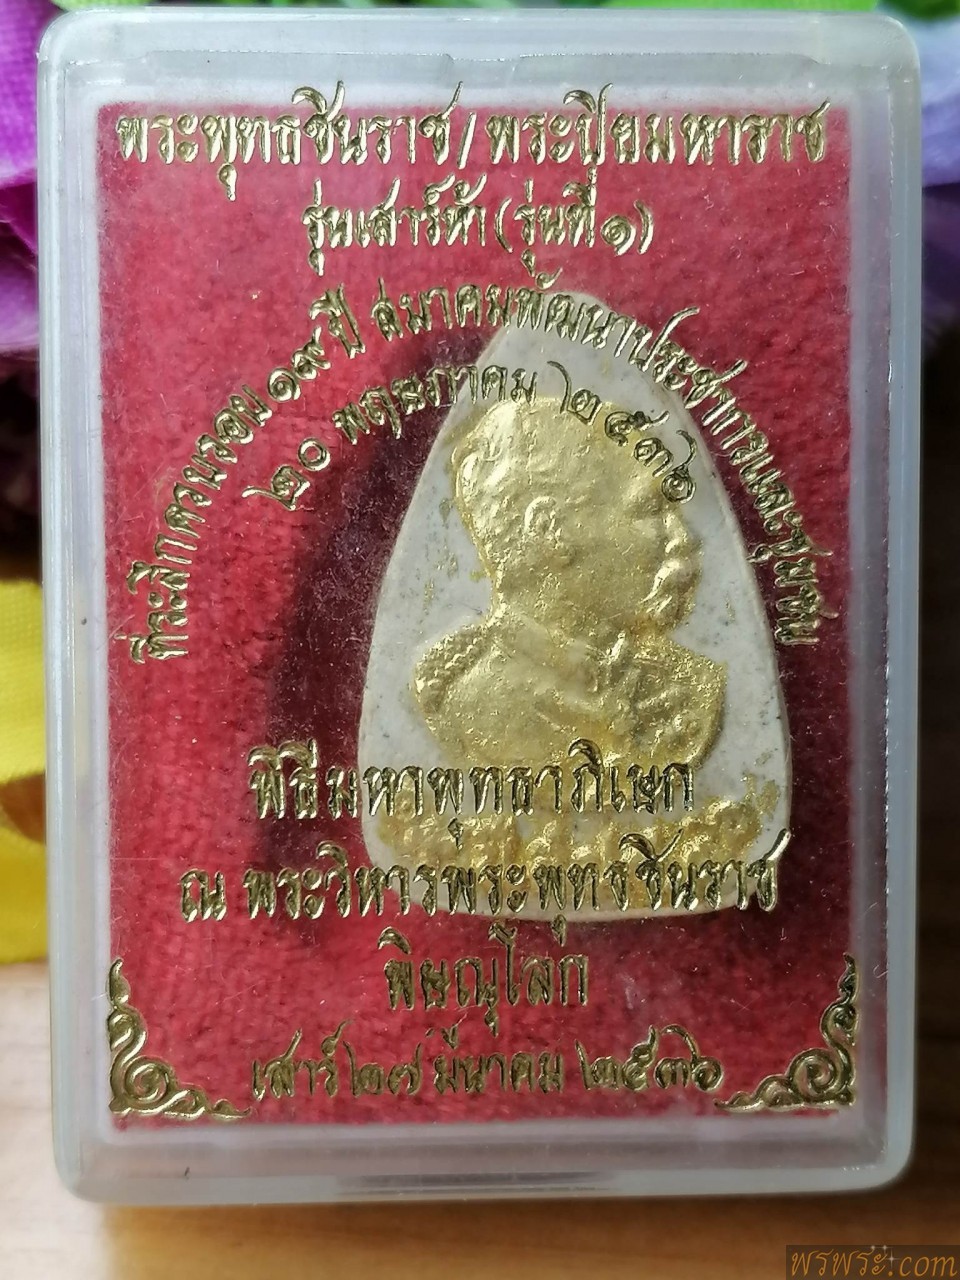 พระพุทธชินราช/พระปิยมหาราช
รุ่นเสาร์ห้า(รุ่นที่๑)
ที่ระลึกครบรอบ๑๙ปี สมาคมพัฒนาประชากรและชุมชน
๒๐ พฤษภาคม ๒๕๓๖
พิธีมหาพุทธาภิเษก
ณ พระวิหารพระพุทธชินราช
พิษณุโลก
เสาร์๒๗ มีนาคม ๒๕๓๖
พรพระ.com